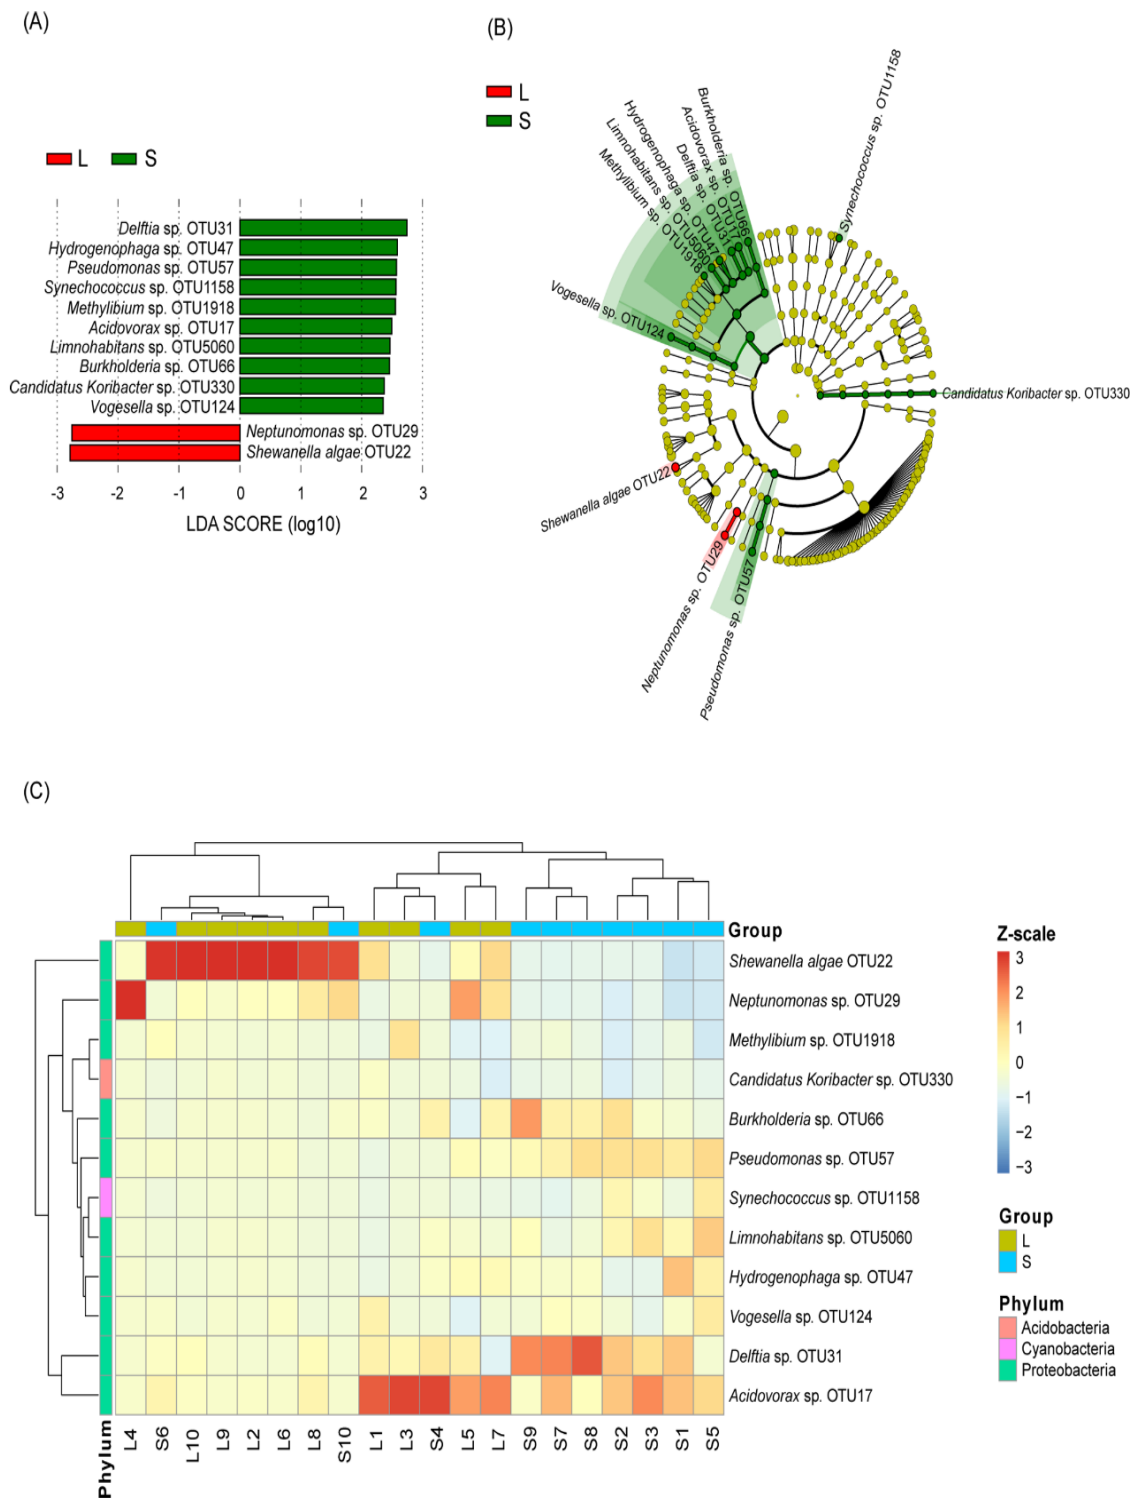 (A)
L S
Delftia sp. OTU31
Hydrogenophaga sp. OTU47
Pseudomonas sp. OTU57
Synechococcus sp. OTU1158
Methylibium sp. OTU1918
Acidovorax sp. OTU17
Limnohabitans sp. OTU5060
Burkholderia sp. OTU66
Candidatus Koribacter sp. OTU330
Vogesella sp. OTU124
Neptunomonas sp. OTU29
Shewanella algae OTU22
-3 -2 -1 0 1 2 3
LDA SCORE (log10)
(B)
L
S
Synechococcus sp. OTU1158
Burkholderia sp. OTU66
Acidovorax sp. OTU17
Delftia sp. OTU31
Hydrogenophaga sp. OTU47
Limnohabitans sp. OTU5060
Methylibium sp. OTU1918
Vogesella sp. OTU124
Candidatus Koribacter sp. OTU330
Shewanella algae OTU22
Neptunomonas sp. OTU29
Pseudomonas sp. OTU57
(C)
Group
Shewanella algae OTU22
Neptunomonas sp. OTU29
Methylibium sp. OTU1918
Candidatus Koribacter sp. OTU330
Burkholderia sp. OTU66
Pseudomonas sp. OTU57
Synechococcus sp. OTU1158
Limnohabitans sp. OTU5060
Hydrogenophaga sp. OTU47
Vogesella sp. OTU124
Delftia sp. OTU31
Acidovorax sp. OTU17
Phylum
L4 S6 L10 L9 L2 L6 L8 S10 L1 L3 S4 L5 L7 S9 S7 S8 S2 S3 S1 S5
Z-scale
3
2
1
0
−1
−2
−3
Group
L
S
Phylum
Acidobacteria
Cyanobacteria
Proteobacteria